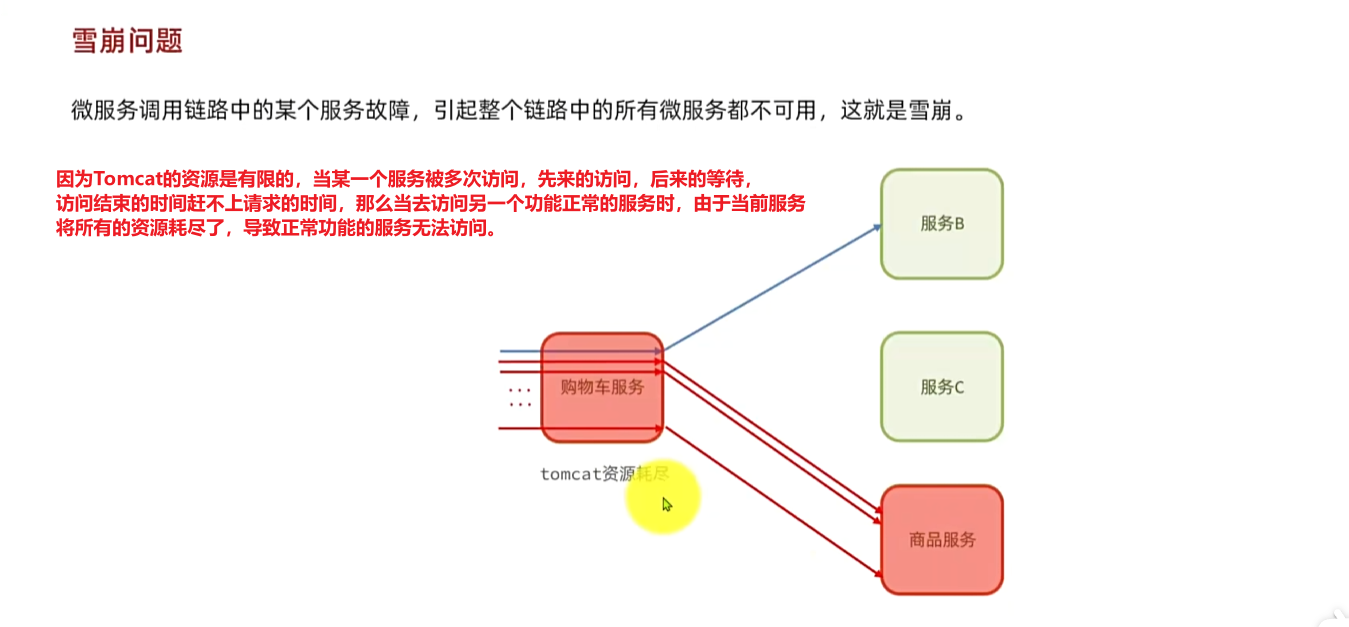 雪崩问题
微服务调用链路中的某个服务故障，引起整个链路中的所有微服务都不可用，这就是雪崩。
因为Tomcat的资源是有限的，当某一个服务被多次访问，先来的访问，后来的等待，
访问结束的时间赶不上请求的时间，那么当去访问另一个功能正常的服务时，由于当前服务
将所有的资源耗尽了，导致正常功能的服务无法访问。
服务B
购物车服务
服务C
...
...
tomcat资源耗尽
商品服务